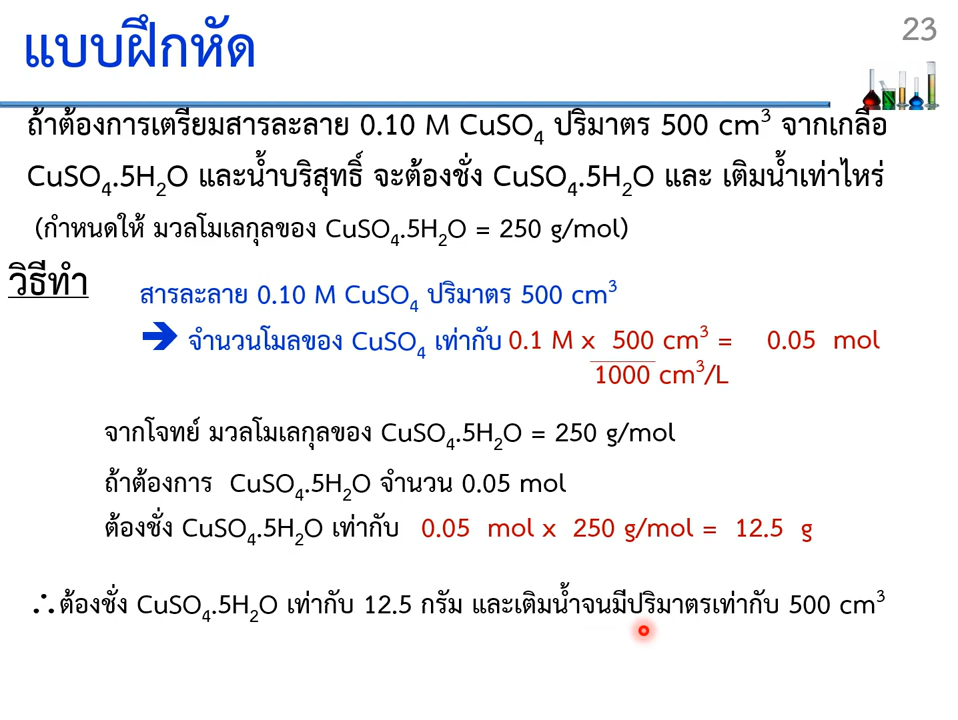 23
แบบฝึกหัด
ถ้าต้องการเตรียมสารละลาย 0.10 M CuSO₄ ปริมาตร 500 cm³ จากเกลือ
CuSO₄.5H₂O และน้ำบริสุทธิ์ จะต้องชั่ง CuSO₄.5H₂O และ เติมน้ำเท่าไหร่
(กำหนดให้ มวลโมเลกุลของ CuSO₄.5H₂O = 250 g/mol)
วิธีทำ
สารละลาย 0.10 M CuSO₄ ปริมาตร 500 cm³
➔ จำนวนโมลของ CuSO₄ เท่ากับ 0.1 M x 500 cm³ = 0.05 mol
1000 cm³/L
จากโจทย์ มวลโมเลกุลของ CuSO₄.5H₂O = 250 g/mol
ถ้าต้องการ CuSO₄.5H₂O จำนวน 0.05 mol
ต้องชั่ง CuSO₄.5H₂O เท่ากับ 0.05 mol x 250 g/mol = 12.5 g
∴ต้องชั่ง CuSO₄.5H₂O เท่ากับ 12.5 กรัม และเติมน้ำจนมีปริมาตรเท่ากับ 500 cm³